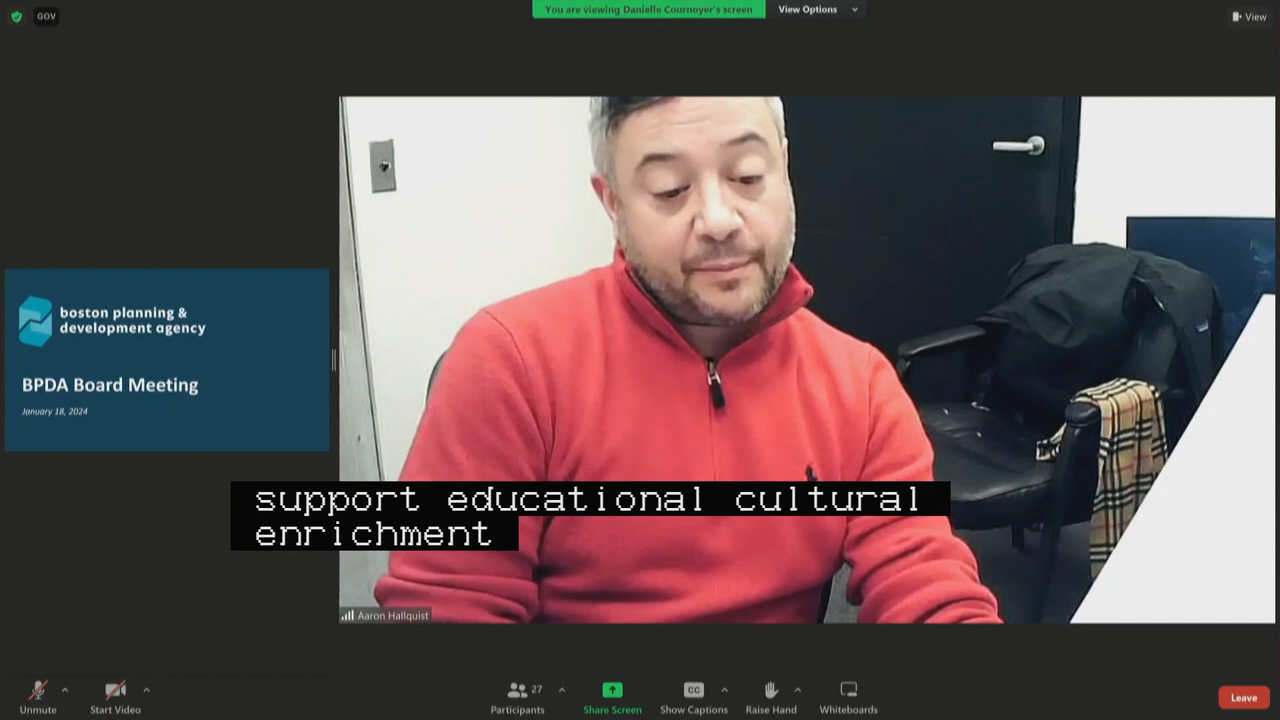 GOV
You are viewing Danielle Cournoyer's screen
View Options
View
boston planning &
development agency
BPDA Board Meeting
January 18, 2024
support educational cultural
enrichment
Aaron Hallquist
Unmute
Start Video
27
Participants
Share Screen
CC
Show Captions
Raise Hand
Whiteboards
Leave